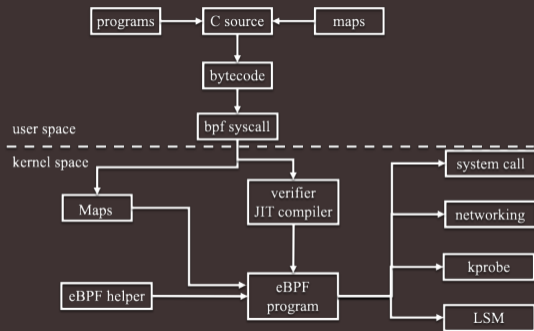 programs
C source
maps
bytecode
bpf syscall
user space
kernel space
system call
verifier
JIT compiler
Maps
networking
kprobe
eBPF helper
eBPF
program
LSM